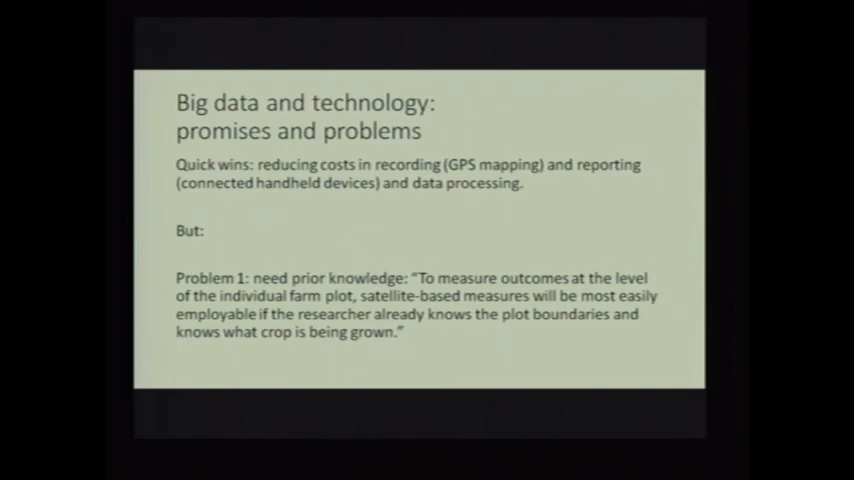 Big data and technology:
promises and problems
Quick wins: reducing costs in recording (GPS mapping) and reporting
(connected handheld devices) and data processing.
But:
Problem 1: need prior knowledge: “To measure outcomes at the level
of the individual farm plot, satellite-based measures will be most easily
employable if the researcher already knows the plot boundaries and
knows what crop is being grown.”